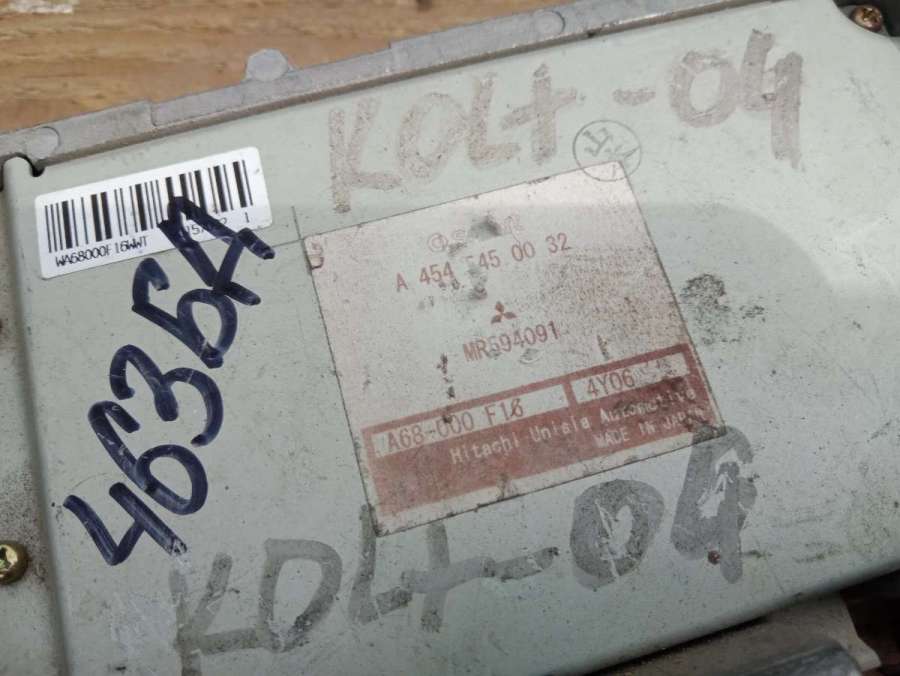 KOLT-04
WA68000F16WWT
4635A
A 454 545 00 32
MR594091
A68-000 F16
4Y06
Hitachi Unisia Automotive
MADE IN JAPAN
KOLT-04